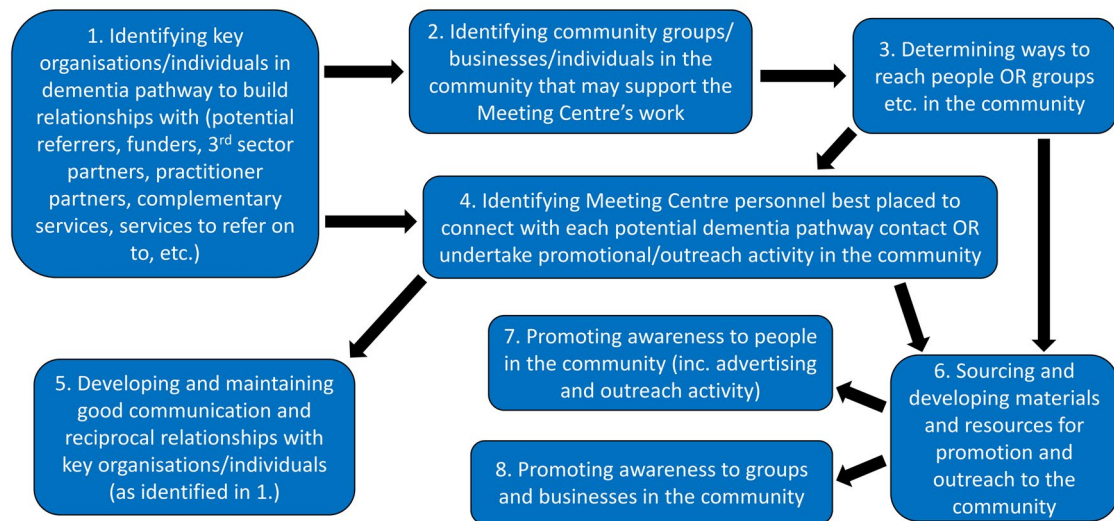 1. Identifying key
organisations/individuals in
dementia pathway to build
relationships with (potential
referrers, funders, 3rd sector
partners, practitioner
partners, complementary
services, services to refer on
to, etc.)
2. Identifying community groups/
businesses/individuals in the
community that may support the
Meeting Centre’s work
3. Determining ways to
reach people OR groups
etc. in the community
4. Identifying Meeting Centre personnel best placed to
connect with each potential dementia pathway contact OR
undertake promotional/outreach activity in the community
5. Developing and maintaining
good communication and
reciprocal relationships with
key organisations/individuals
(as identified in 1.)
6. Sourcing and
developing materials
and resources for
promotion and
outreach to the
community
7. Promoting awareness to people
in the community (inc. advertising
and outreach activity)
8. Promoting awareness to groups
and businesses in the community